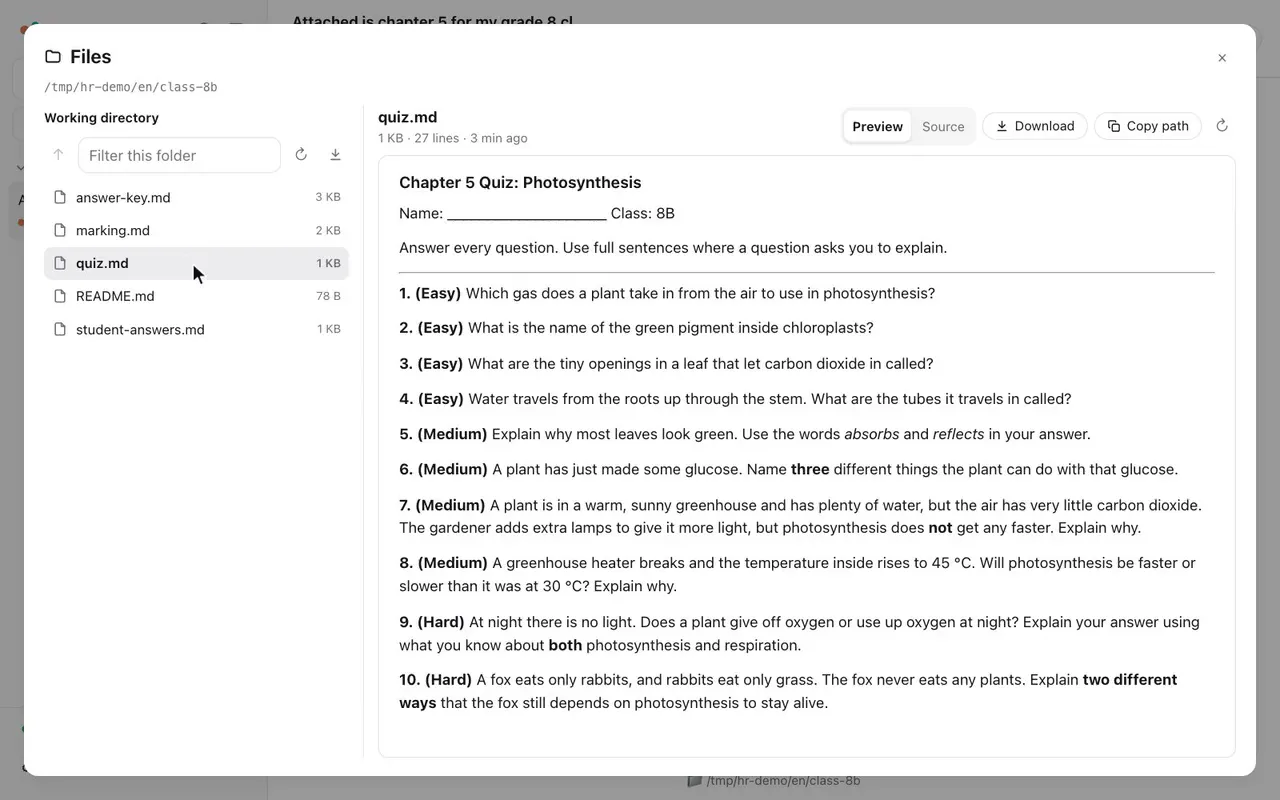 Attached is chapter 5 for my grade 8 cl
Files
/tmp/hr-demo/en/class-8b
Working directory
Filter this folder
answer-key.md 3 KB
marking.md 2 KB
quiz.md 1 KB
README.md 78 B
student-answers.md 1 KB
quiz.md
1 KB · 27 lines · 3 min ago
Preview Source Download Copy path
Chapter 5 Quiz: Photosynthesis
Name: ____________________ Class: 8B
Answer every question. Use full sentences where a question asks you to explain.
1. (Easy) Which gas does a plant take in from the air to use in photosynthesis?
2. (Easy) What is the name of the green pigment inside chloroplasts?
3. (Easy) What are the tiny openings in a leaf that let carbon dioxide in called?
4. (Easy) Water travels from the roots up through the stem. What are the tubes it travels in called?
5. (Medium) Explain why most leaves look green. Use the words absorbs and reflects in your answer.
6. (Medium) A plant has just made some glucose. Name three different things the plant can do with that glucose.
7. (Medium) A plant is in a warm, sunny greenhouse and has plenty of water, but the air has very little carbon dioxide.
The gardener adds extra lamps to give it more light, but photosynthesis does not get any faster. Explain why.
8. (Medium) A greenhouse heater breaks and the temperature inside rises to 45 °C. Will photosynthesis be faster or
slower than it was at 30 °C? Explain why.
9. (Hard) At night there is no light. Does a plant give off oxygen or use up oxygen at night? Explain your answer using
what you know about both photosynthesis and respiration.
10. (Hard) A fox eats only rabbits, and rabbits eat only grass. The fox never eats any plants. Explain two different
ways that the fox still depends on photosynthesis to stay alive.
/tmp/hr-demo/en/class-8b